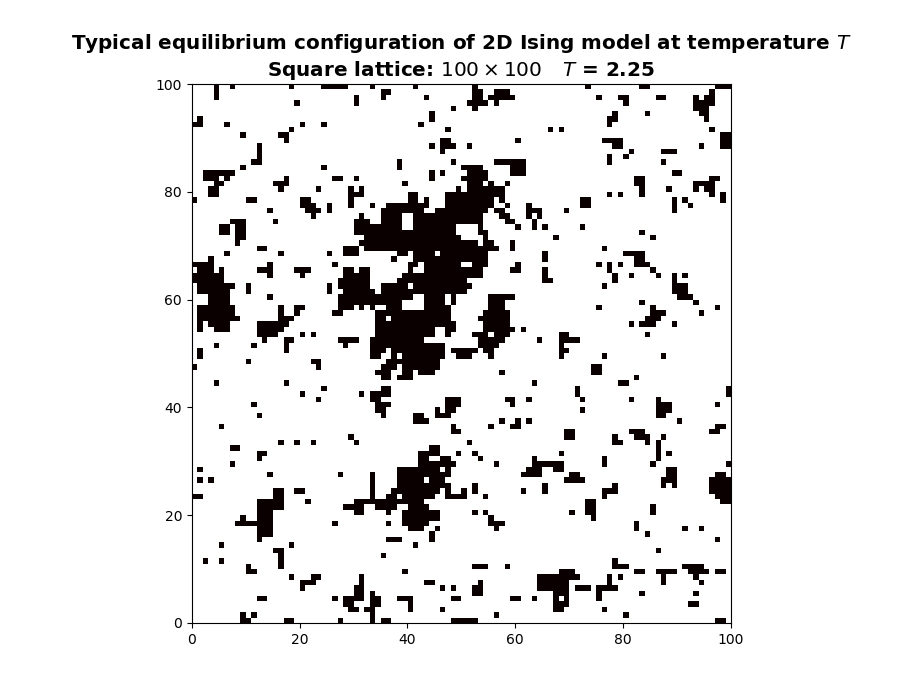 Typical equilibrium configuration of 2D Ising model at temperature T
Square lattice: 100 × 100 T = 2.25
100
80
60
40
20
0
0 20 40 60 80 100